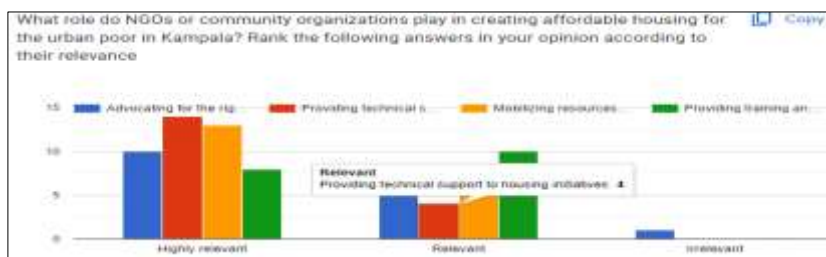 What role do NGOs or community organizations play in creating affordable housing for
Copy
the urban poor in Kampala? Rank the following answers in your opinion according to
their relevance
15
Advocating for the rig...
Providing technical s...
Mobilizing resources...
Providing training an...
10
Relevant
Providing technical support to housing initiatives 4
5
0
Highly relevant
Relevant
Irrelevant